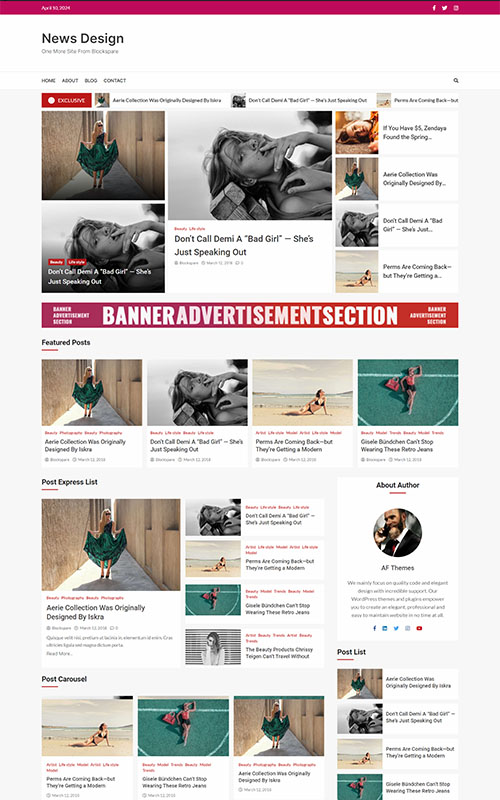 April 10, 2024
News Design
One More Site From Blockspare
HOME ABOUT BLOG CONTACT
EXCLUSIVE
Aerie Collection Was Originally Designed By Iskra
Don't Call Demi A "Bad Girl" — She's Just Speaking Out
Perms Are Coming Back—but
Beauty Life style
Don't Call Demi A "Bad Girl" — She's
Just Speaking Out
Beauty Life style
Don't Call Demi A "Bad Girl" — She's
Just Speaking Out
Blockspare March 12, 2018 0
If You Have $5, Zendaya
Found the Spring...
Aerie Collection Was
Originally Designed By...
Don't Call Demi A "Bad
Girl" — She's Just...
Perms Are Coming Back—
but They're Getting a...
BANNER
ADVERTISEMENT
SECTION
BANNERADVERTISEMENTSECTION
BANNER
ADVERTISEMENT
SECTION
Featured Posts
Beauty Photography Beauty Photography
Aerie Collection Was Originally
Designed By Iskra
Blockspare March 12, 2018
Beauty Life style Beauty Life style
Don't Call Demi A "Bad Girl" — She's
Just Speaking Out
Blockspare March 12, 2018
Artist Life style Model Artist Life style Model
Perms Are Coming Back—but
They're Getting a Modern
Blockspare March 12, 2018
Beauty Model Trends Beauty Model Trends
Gisele Bündchen Can't Stop
Wearing These Retro Jeans
Blockspare March 12, 2018
Post Express List
Beauty Photography Beauty Photography
Aerie Collection Was Originally
Designed By Iskra
Blockspare March 12, 2018 0
Quisque velit nisi, pretium ut lacinia in, elementum id enim. Cras
ultricies ligula sed magna dictum porta.
Read More...
Beauty Life style Beauty Life style
Don't Call Demi A "Bad Girl" —
She's Just Speaking Out
Artist Life style Model Artist Life style
Model
Perms Are Coming Back—but
They're Getting a Modern
Beauty Model Trends Beauty Model
Trends
Gisele Bündchen Can't Stop
Wearing These Retro Jeans
Artist Beauty Trends Artist Beauty
Trends
The Beauty Products Chrissy
Teigen Can't Travel Without
About Author
AF Themes
We mainly focus on quality code and elegant
design with incredible support. Our
WordPress themes and plugins empower
you to create an elegant, professional and
easy to maintain website in no time at all.
Post List
Aerie Collection Was
Originally Designed By Iskra
Don't Call Demi A "Bad Girl"
— She's Just Speaking Out
Perms Are Coming Back—but
They're Getting a Modern
Gisele Bündchen Can't Stop
Wearing These Retro Jeans
Post Carousel
Artist Life style Model Artist Life style
Model
Perms Are Coming Back—but
They're Getting a Modern
Blockspare March 12, 2018
Beauty Model Trends Beauty Model
Trends
Gisele Bündchen Can't Stop
Wearing These Retro Jeans
Blockspare March 12, 2018
Beauty Photography Beauty Photography
Aerie Collection Was Originally
Designed By Iskra
Blockspare March 12, 2018